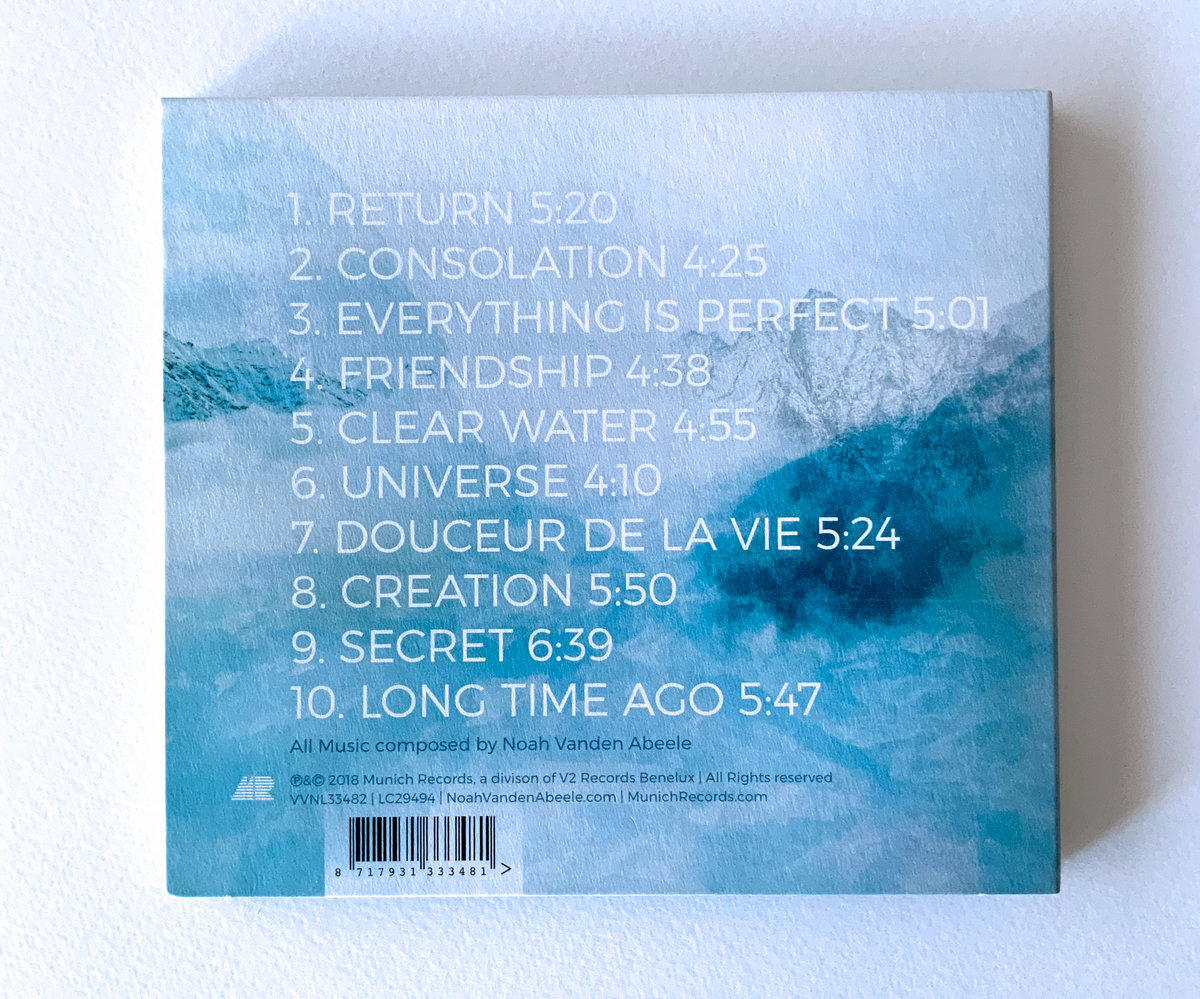 1. RETURN 5:20
2. CONSOLATION 4:25
3. EVERYTHING IS PERFECT 5:01
4. FRIENDSHIP 4:38
5. CLEAR WATER 4:55
6. UNIVERSE 4:10
7. DOUCEUR DE LA VIE 5:24
8. CREATION 5:50
9. SECRET 6:39
10. LONG TIME AGO 5:47
All Music composed by Noah Vanden Abeele
MR
℗&© 2018 Munich Records, a divison of V2 Records Benelux | All Rights reserved
VVNL33482 | LC29494 | NoahVandenAbeele.com | MunichRecords.com
8 717931 333481 >